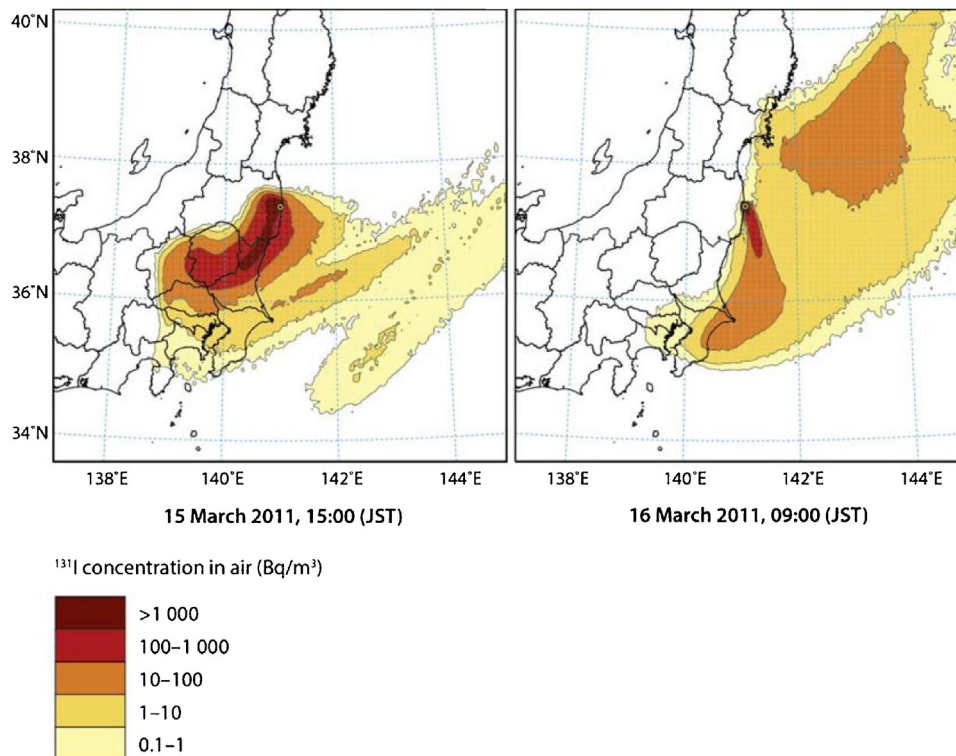 40°N
38°N
36°N
34°N
138°E 140°E 142°E 144°E
138°E 140°E 142°E 144°E
15 March 2011, 15:00 (JST)
16 March 2011, 09:00 (JST)
¹³¹I concentration in air (Bq/m³)
>1 000
100–1 000
10–100
1–10
0.1–1